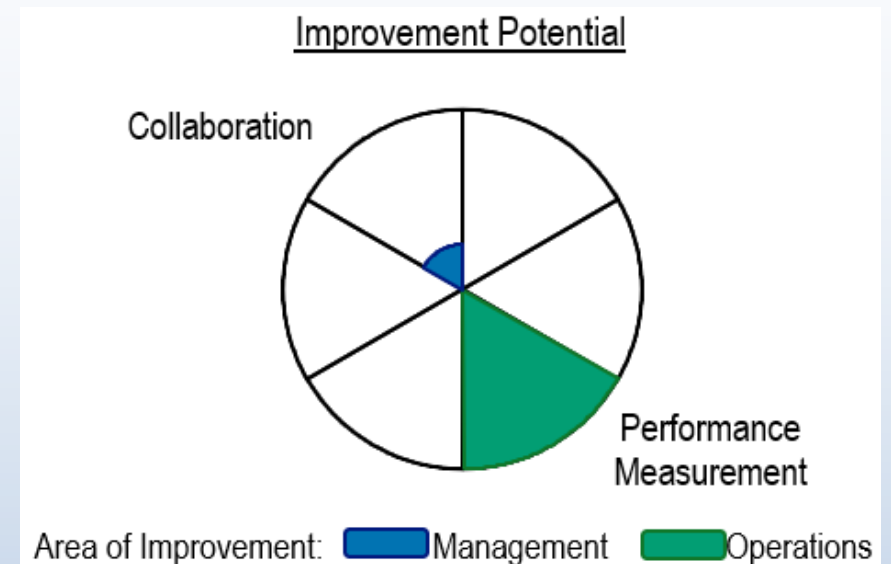 Improvement Potential
Collaboration
Performance
Measurement
Area of Improvement: Management Operations